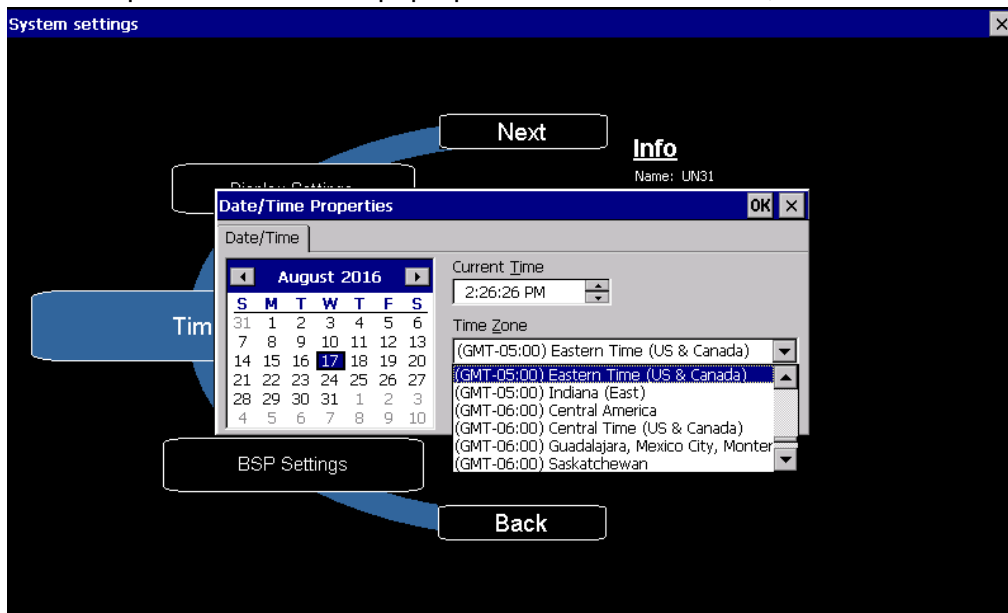 System settings
Next
Info
Name: UN31
Display Settings
Date/Time Properties OK
Date/Time
August 2016
S M T W T F S
31 1 2 3 4 5 6
7 8 9 10 11 12 13
14 15 16 17 18 19 20
21 22 23 24 25 26 27
28 29 30 31 1 2 3
4 5 6 7 8 9 10
Current Time
2:26:26 PM
Time Zone
(GMT-05:00) Eastern Time (US & Canada)
(GMT-05:00) Eastern Time (US & Canada)
(GMT-05:00) Indiana (East)
(GMT-06:00) Central America
(GMT-06:00) Central Time (US & Canada)
(GMT-06:00) Guadalajara, Mexico City, Monter
(GMT-06:00) Saskatchewan
Tim
BSP Settings
Back